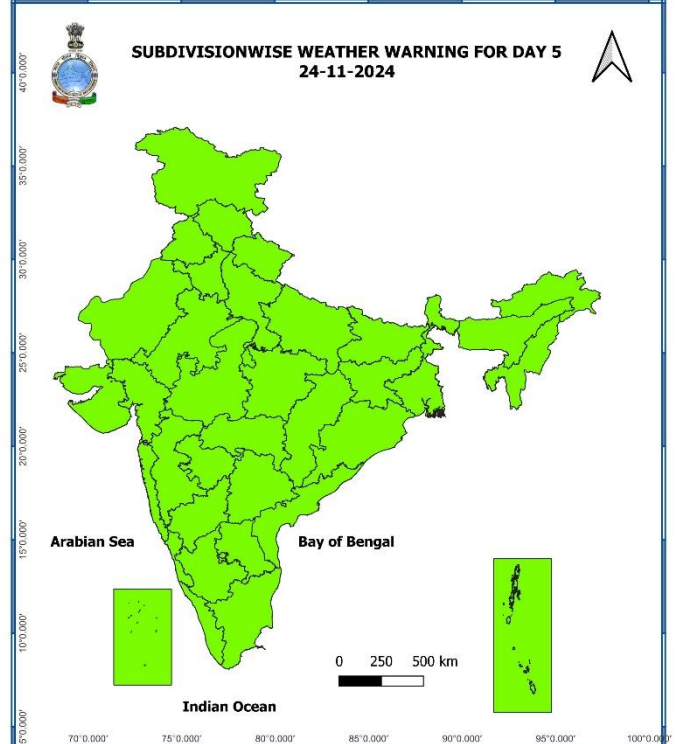 SUBDIVISIONWISE WEATHER WARNING FOR DAY 5
24-11-2024
40°0.000'
35°0.000'
30°0.000'
25°0.000'
20°0.000'
15°0.000'
10°0.000'
5°0.000'
Arabian Sea
Bay of Bengal
0 250 500 km
Indian Ocean
70°0.000' 75°0.000' 80°0.000' 85°0.000' 90°0.000' 95°0.000' 100°0.000'